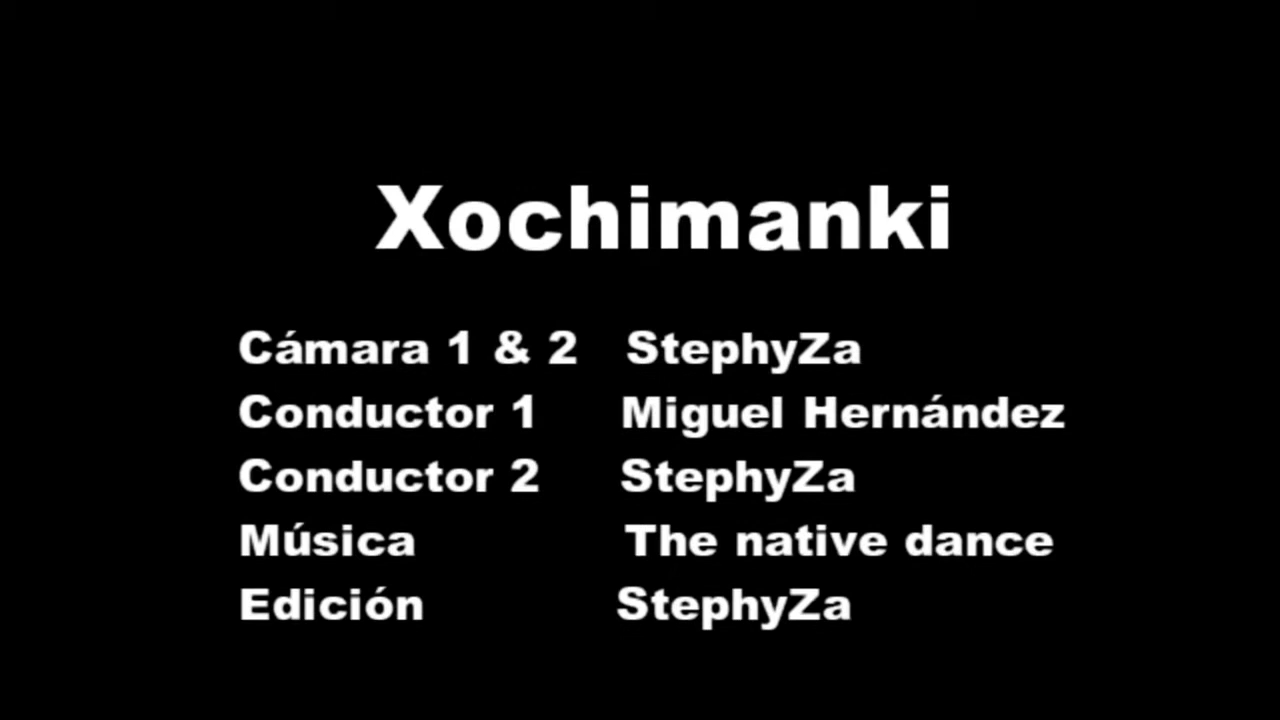 Xochimanki
Cámara 1 & 2 StephyZa
Conductor 1 Miguel Hernández
Conductor 2 StephyZa
Música The native dance
Edición StephyZa